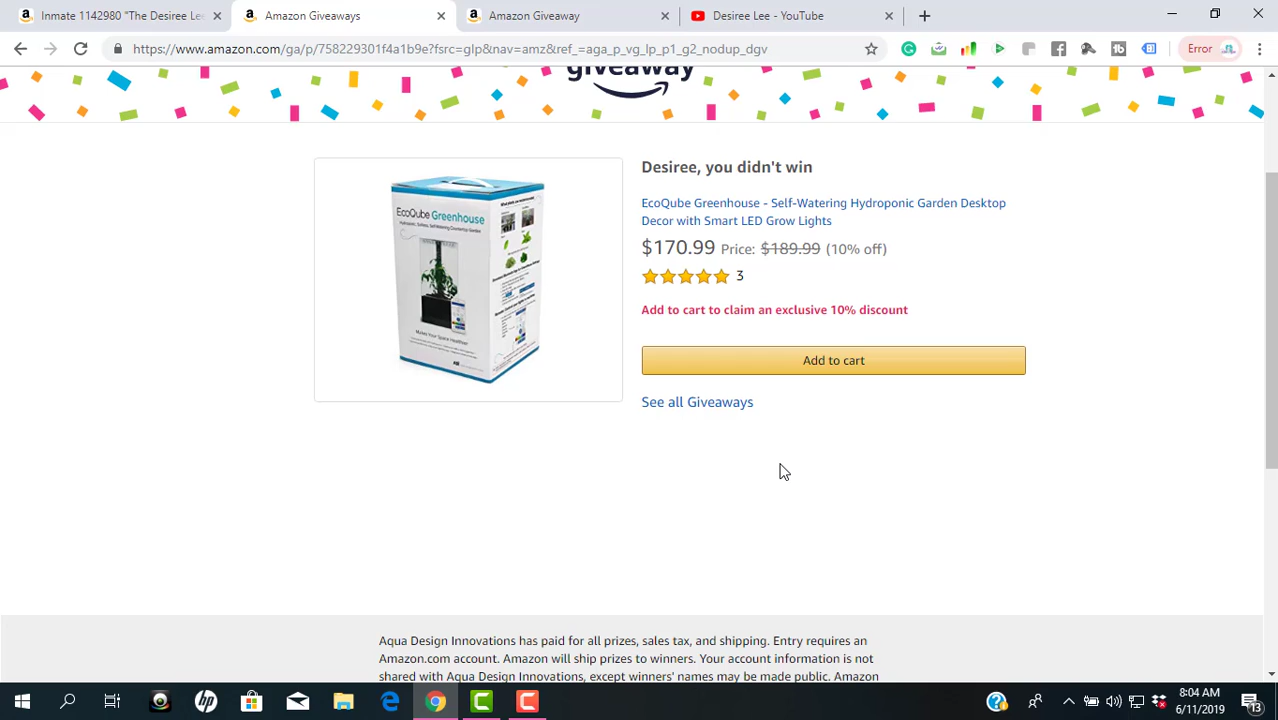 Inmate 1142980 "The Desiree Le
Amazon Giveaways
Amazon Giveaway
Desiree Lee - YouTube
https://www.amazon.com/ga/p/758229301f4a1b9e?fsrc=glp&nav=amz&ref_=aga_p_vg_lp_p1_g2_nodup_dgv
Error
giveaway
EcoQube Greenhouse
Makes Your Space Healthier
Desiree, you didn't win
EcoQube Greenhouse - Self-Watering Hydroponic Garden Desktop
Decor with Smart LED Grow Lights
$170.99 Price: $189.99 (10% off)
3
Add to cart to claim an exclusive 10% discount
Add to cart
See all Giveaways
Aqua Design Innovations has paid for all prizes, sales tax, and shipping. Entry requires an
Amazon.com account. Amazon will ship prizes to winners. Your account information is not
shared with Aqua Design Innovations, except winners' names may be made public. Amazon
8:04 AM
6/11/2019
13